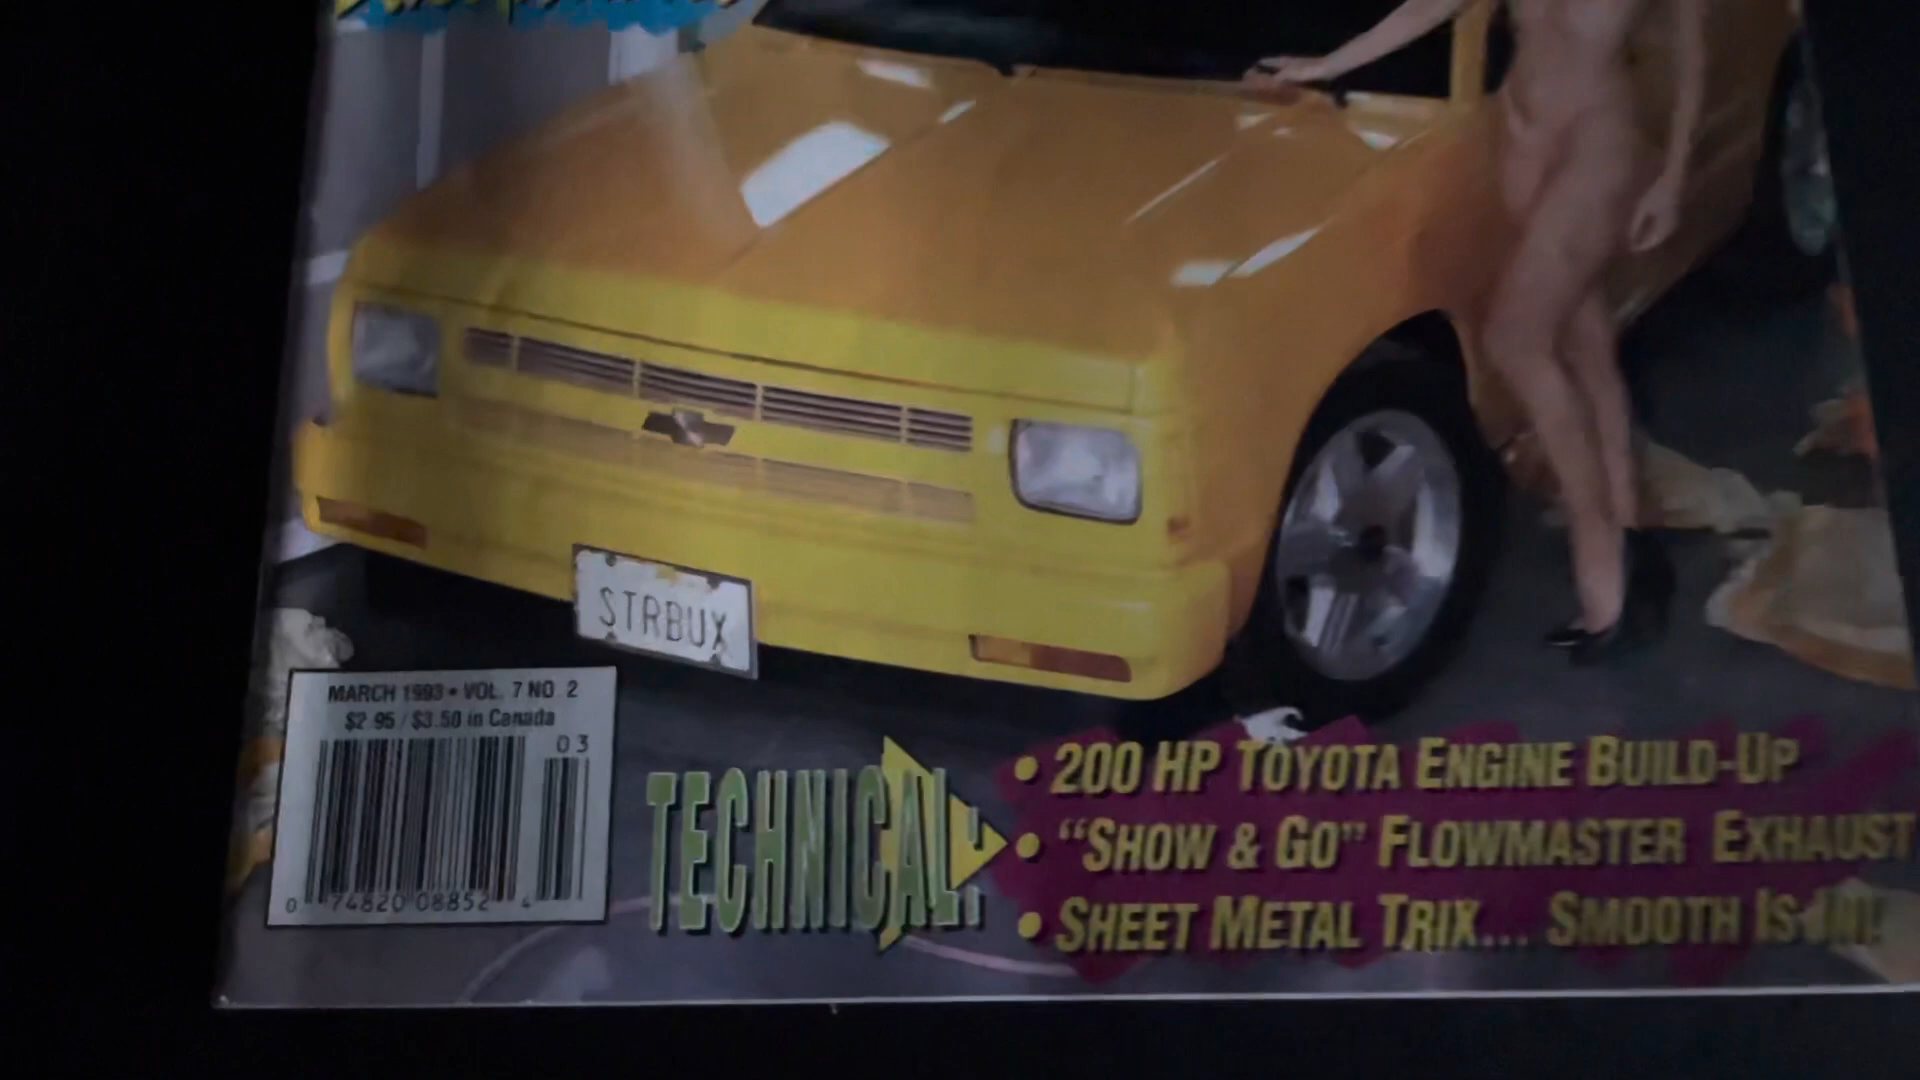 STRBUX
MARCH 1993 • VOL. 7 NO. 2
$2.95 / $3.50 in Canada
03
0 74820 08852 4
TECHNICAL:
• 200 HP TOYOTA ENGINE BUILD-UP
• "SHOW & GO" FLOWMASTER EXHAUST
• SHEET METAL TRIX... SMOOTH IS IN!